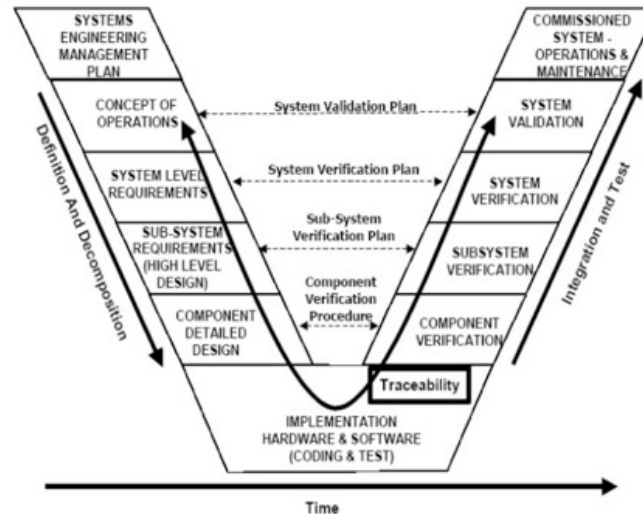 SYSTEMS
ENGINEERING
MANAGEMENT
PLAN
COMMISSIONED
SYSTEM -
OPERATIONS &
MAINTENANCE
CONCEPT OF
OPERATIONS
System Validation Plan
SYSTEM
VALIDATION
SYSTEM LEVEL
REQUIREMENTS
System Verification Plan
SYSTEM
VERIFICATION
SUB-SYSTEM
REQUIREMENTS
(HIGH LEVEL
DESIGN)
Sub-System
Verification Plan
SUBSYSTEM
VERIFICATION
COMPONENT
DETAILED
DESIGN
Component
Verification
Procedure
COMPONENT
VERIFICATION
Definition And Decomposition
Integration and Test
Traceability
IMPLEMENTATION
HARDWARE & SOFTWARE
(CODING & TEST)
Time